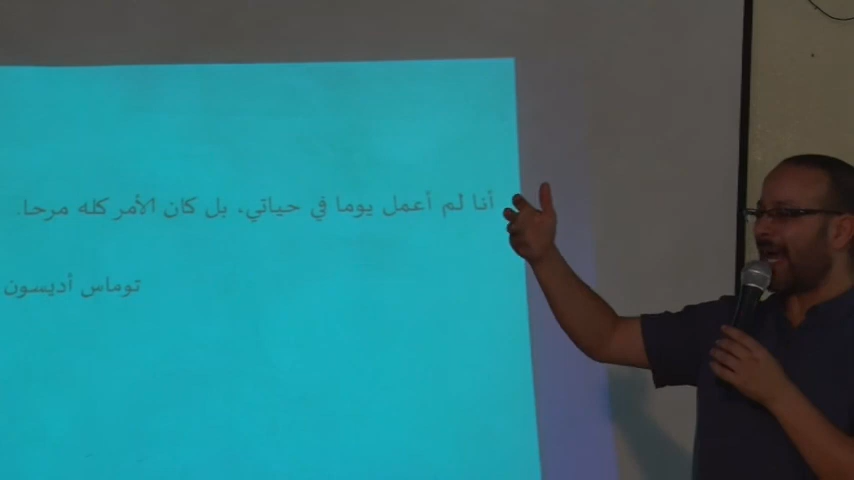 أنا لم أعمل يوما في حياتي، بل كان الأمر كله مرحا
توماس أديسون